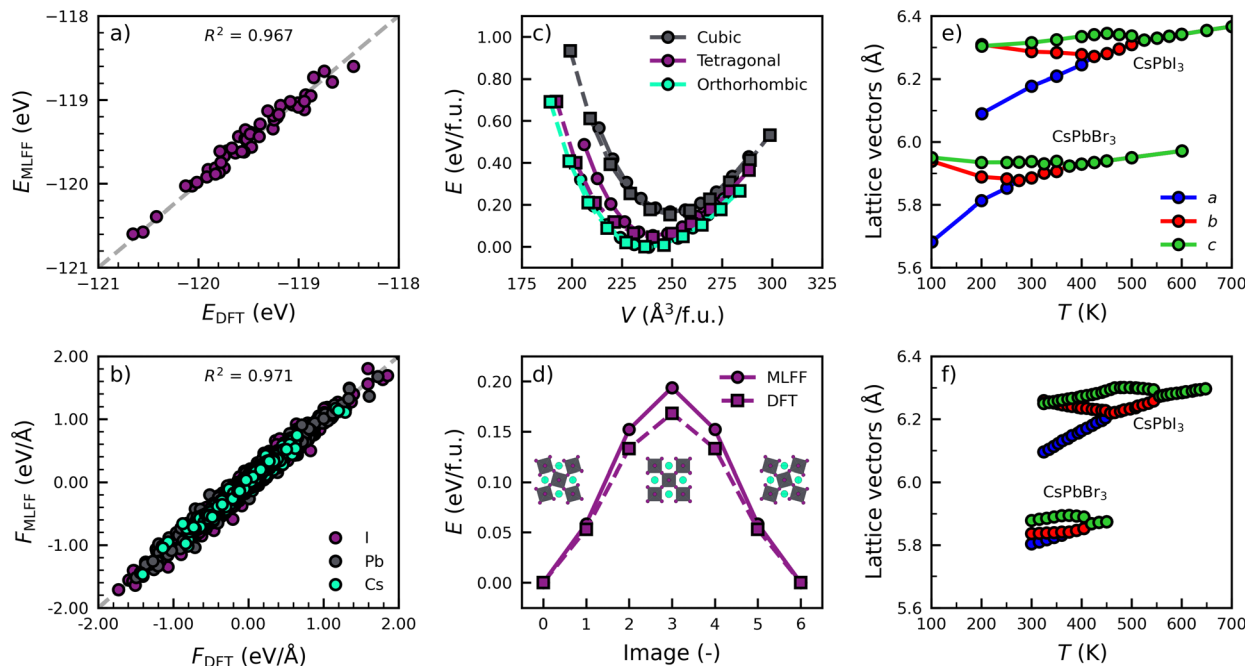 a)
R² = 0.967
E_MLFF (eV)
−118
−119
−120
−121
−121 −120 −119 −118
E_DFT (eV)
c)
Cubic
Tetragonal
Orthorhombic
E (eV/f.u.)
1.00
0.80
0.60
0.40
0.20
0.00
175 200 225 250 275 300 325
V (Å³/f.u.)
e)
CsPbI₃
CsPbBr₃
a
b
c
Lattice vectors (Å)
6.4
6.2
6.0
5.8
5.6
100 200 300 400 500 600 700
T (K)
b)
R² = 0.971
I
Pb
Cs
F_MLFF (eV/Å)
2.00
1.00
0.00
-1.00
-2.00
-2.00 -1.00 0.00 1.00 2.00
F_DFT (eV/Å)
d)
MLFF
DFT
E (eV/f.u.)
0.20
0.15
0.10
0.05
0.00
0 1 2 3 4 5 6
Image (-)
f)
CsPbI₃
CsPbBr₃
Lattice vectors (Å)
6.4
6.2
6.0
5.8
5.6
100 200 300 400 500 600 700
T (K)